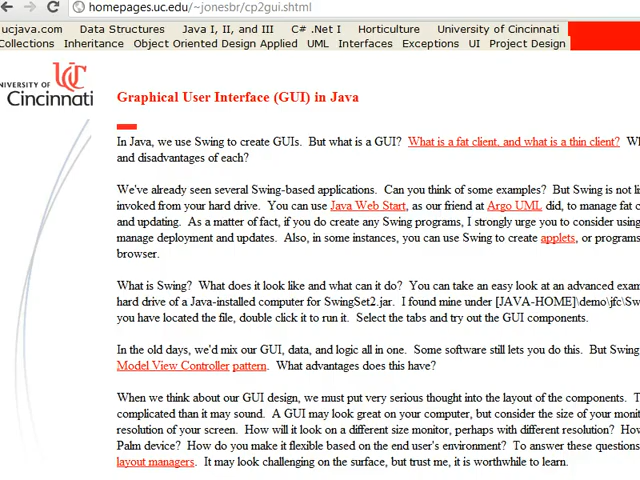 homepages.uc.edu/~jonesbr/cp2gui.shtml
ucjava.com Data Structures Java I, II, and III C# .Net I Horticulture University of Cincinnati
Collections Inheritance Object Oriented Design Applied UML Interfaces Exceptions UI Project Design
UNIVERSITY OF
UC
Cincinnati
Graphical User Interface (GUI) in Java
In Java, we use Swing to create GUIs. But what is a GUI? What is a fat client, and what is a thin client?
and disadvantages of each?
We've already seen several Swing-based applications. Can you think of some examples? But Swing is not
invoked from your hard drive. You can use Java Web Start, as our friend at Argo UML did, to manage fat
and updating. As a matter of fact, if you do create any Swing programs, I strongly urge you to consider using
manage deployment and updates. Also, in some instances, you can use Swing to create applets, or programs
browser.
What is Swing? What does it look like and what can it do? You can take an easy look at an advanced
hard drive of a Java-installed computer for SwingSet2.jar. I found mine under [JAVA-HOME]\demo\jfc\
you have located the file, double click it to run it. Select the tabs and try out the GUI components.
In the old days, we'd mix our GUI, data, and logic all in one. Some software still lets you do this. But
Model View Controller pattern. What advantages does this have?
When we think about our GUI design, we must put very serious thought into the layout of the components.
complicated than it may sound. A GUI may look great on your computer, but consider the size of your
resolution of your screen. How will it look on a different size monitor, perhaps with different resolution?
Palm device? How do you make it flexible based on the end user's environment? To answer these questions
layout managers. It may look challenging on the surface, but trust me, it is worthwhile to learn.